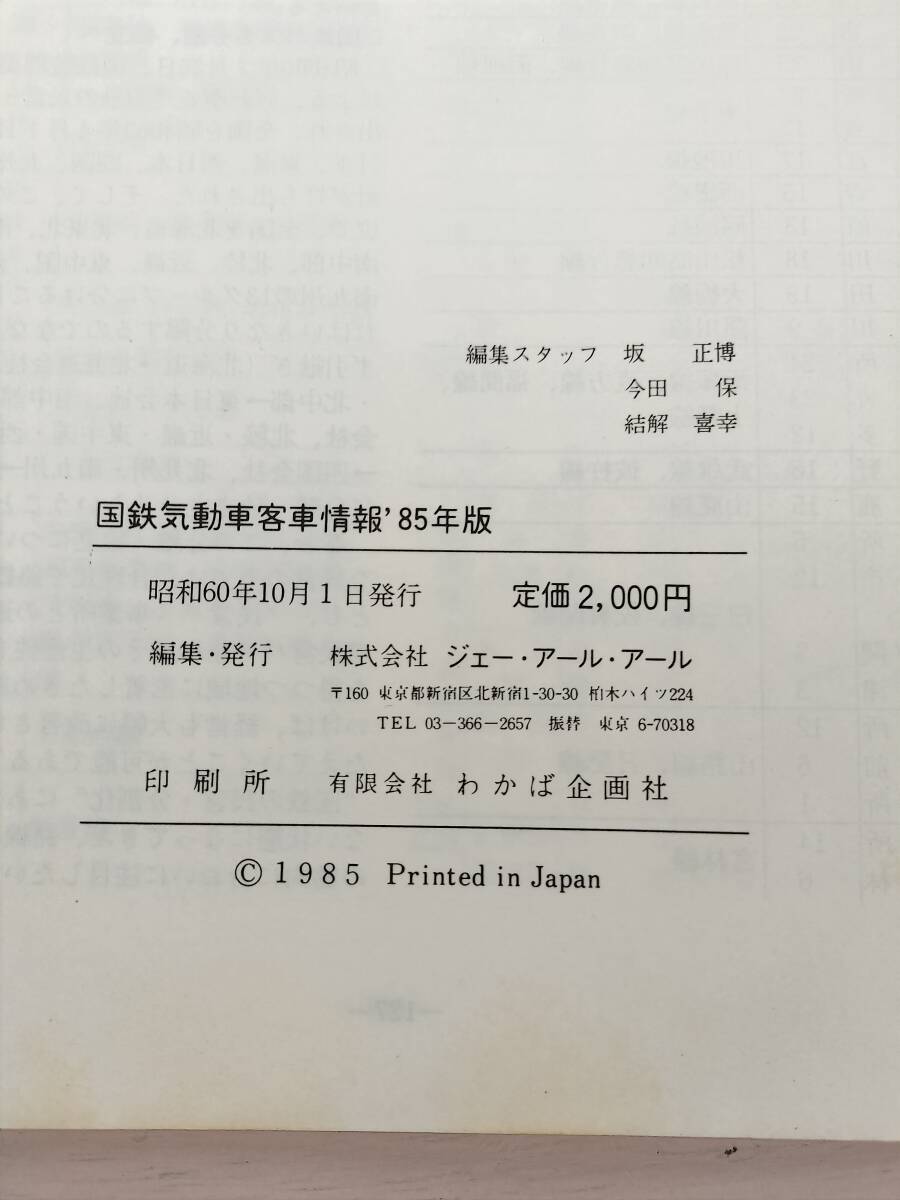 編集スタッフ 坂 正博
今田 保
結解 喜幸
国鉄気動車客車情報'85年版
昭和60年10月1日発行 定価2,000円
編集・発行 株式会社 ジェー・アール・アール
〒160 東京都新宿区北新宿1-30-30 柏木ハイツ224
TEL 03-366-2657 振替 東京 6-70318
印刷所 有限会社 わかば企画社
© 1985 Printed in Japan